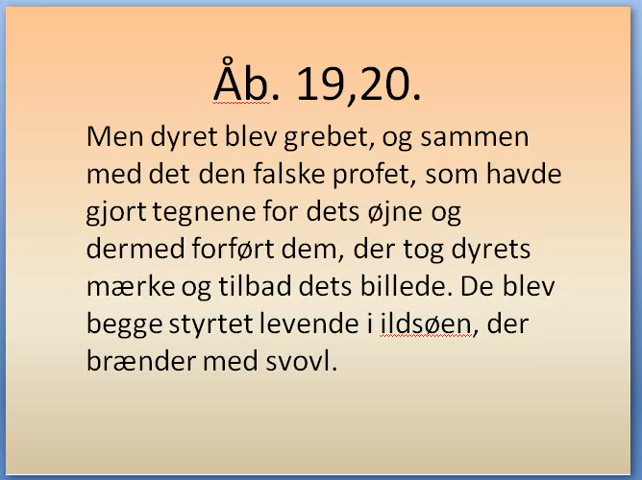 Åb. 19,20.
Men dyret blev grebet, og sammen
med det den falske profet, som havde
gjort tegnene for dets øjne og
dermed forført dem, der tog dyrets
mærke og tilbad dets billede. De blev
begge styrtet levende i ildsøen, der
brænder med svovl.